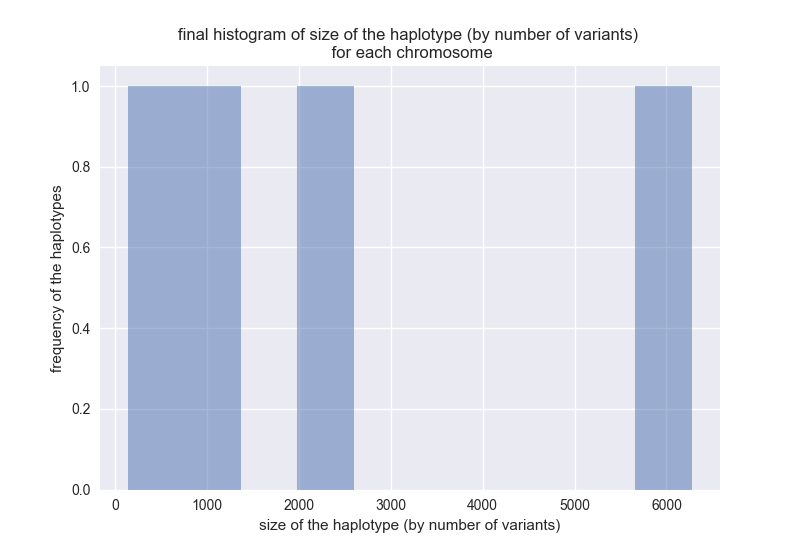 final histogram of size of the haplotype (by number of variants)
for each chromosome
1.0
0.8
0.6
0.4
0.2
0.0
frequency of the haplotypes
0 1000 2000 3000 4000 5000 6000
size of the haplotype (by number of variants)